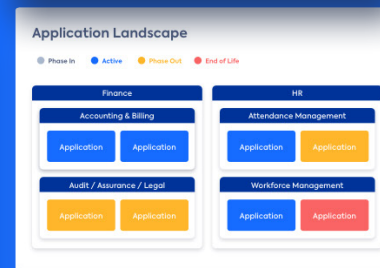 Application Landscape
Phase In Active Phase Out End of Life
Finance HR
Accounting & Billing Attendance Management
Application Application Application Application
Audit / Assurance / Legal Workforce Management
Application Application Application Application